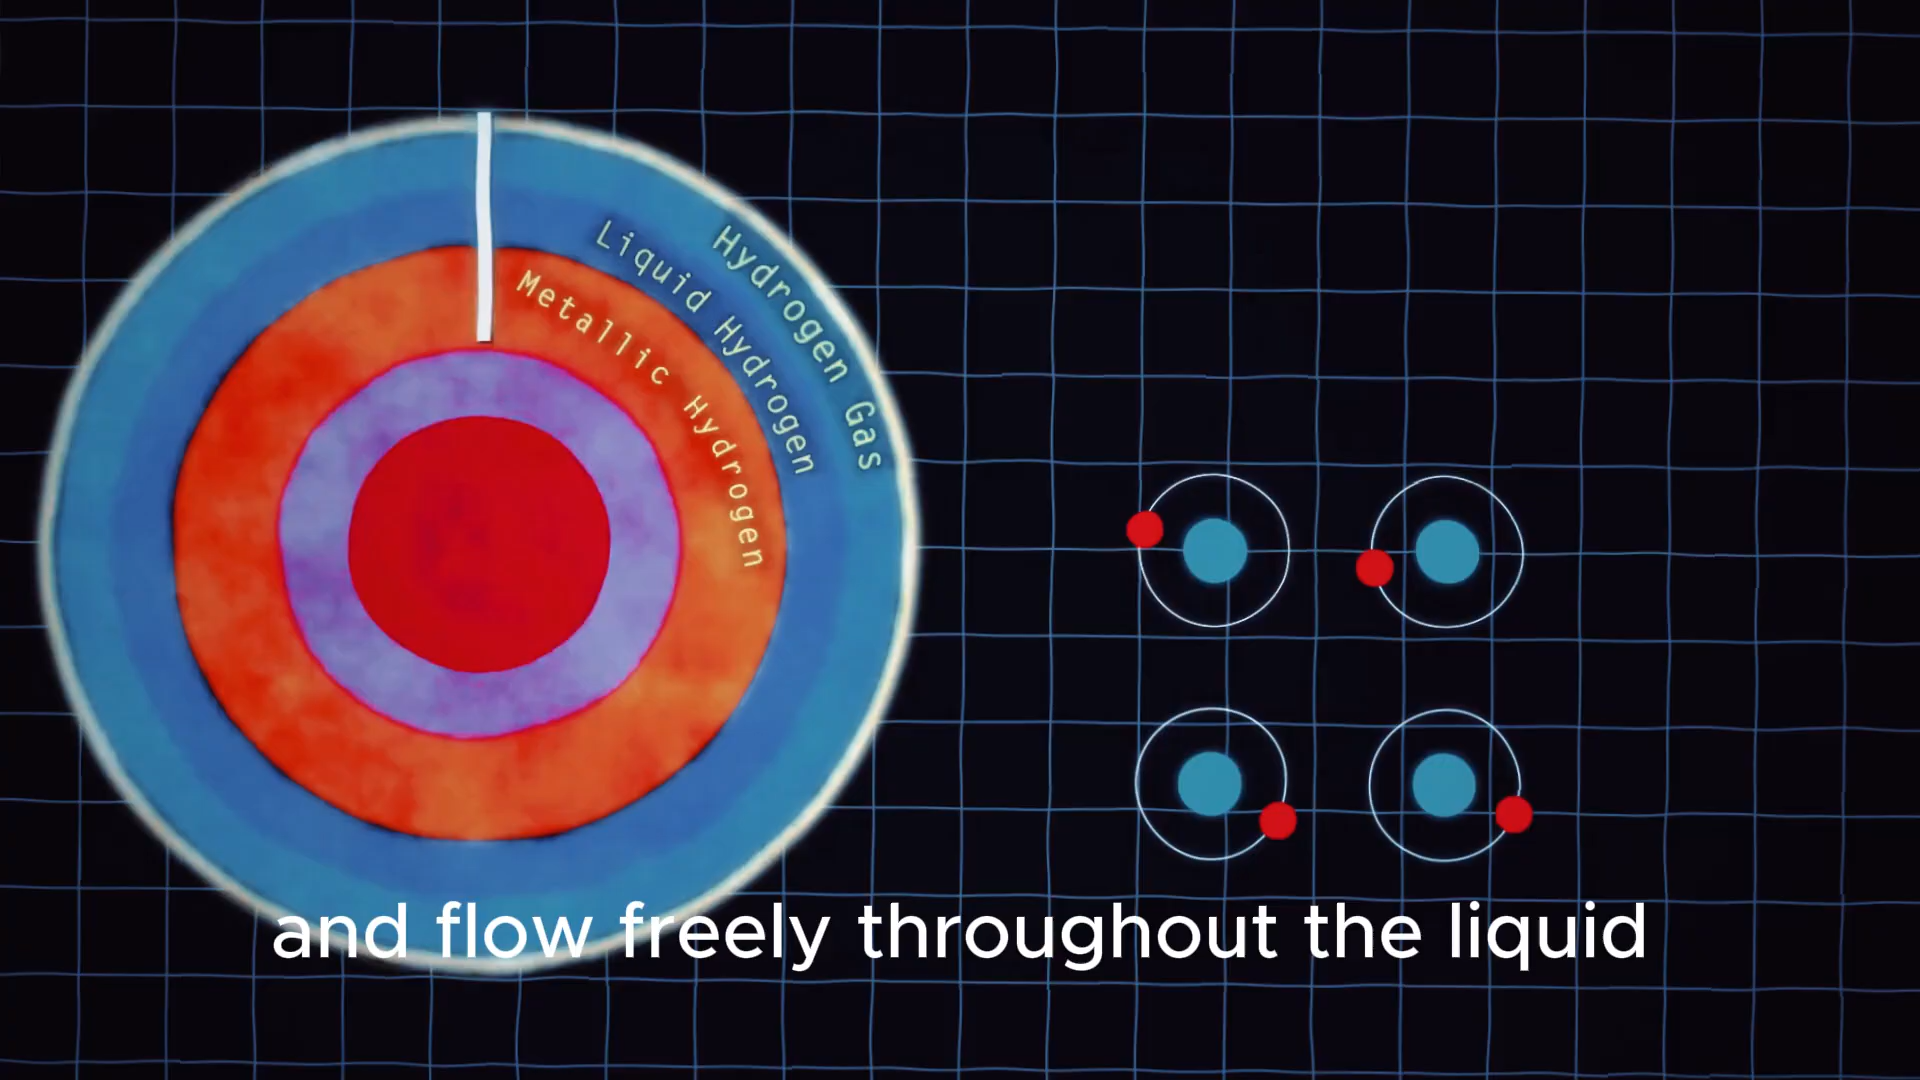 Hydrogen Gas
Liquid Hydrogen
Metallic Hydrogen
and flow freely throughout the liquid